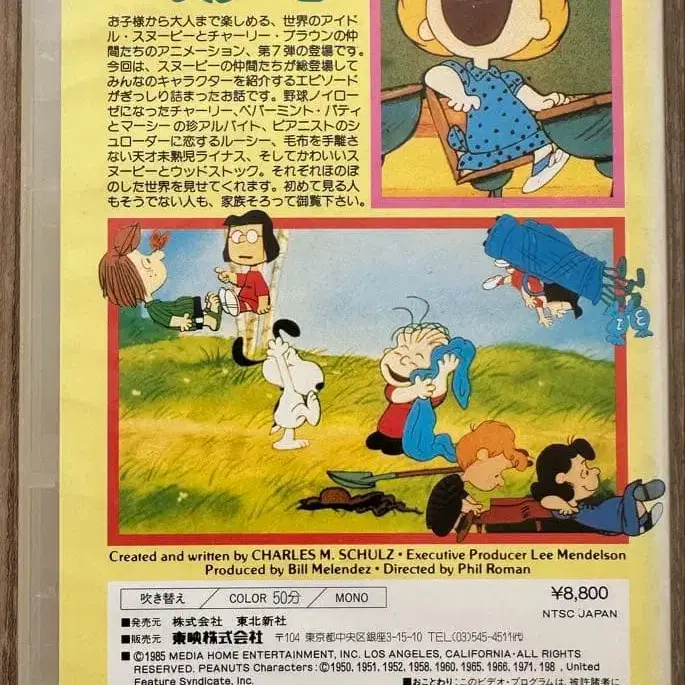 お子様から大人まで楽しめる、世界のアイド
ル・スヌーピーとチャーリー・ブラウンの仲
間たちのアニメーション、第7弾の登場です。
今回は、スヌーピーの仲間たちが総登場して
みんなのキャラクターを紹介するエピソード
がぎっしり詰まったお話です。野球ノイロー
ゼになったチャーリー、ペパーミント・パティ
とマーシーの珍アルバイト、ピアニストのシ
ュローダーに恋するルーシー、毛布を手離さ
ない天才未熟児ライナス、そしてかわいいス
ヌーピーとウッドストック。それぞれほのぼ
のした世界を見せてくれます。初めて見る人
もそうでない人も、家族そろって御覧下さい。
Created and written by CHARLES M. SCHULZ・Executive Producer Lee Mendelson
Produced by Bill Melendez・Directed by Phil Roman
吹き替え / COLOR 50分 / MONO
¥8,800
NTSC JAPAN
■発売元 株式会社 東北新社
■販売元 東映株式会社 〒104 東京都中央区銀座3-15-10 TEL.(03)545-4511㈹
■ ©1985 MEDIA HOME ENTERTAINMENT, INC. LOS ANGELES, CALIFORNIA・ALL RIGHTS
RESERVED. PEANUTS Characters:©1950. 1951. 1952. 1958. 1960. 1965. 1966. 1971. 198 , United
Feature Syndicate, Inc.
■おことわり:このビデオ・プログラムは、被許諾者に